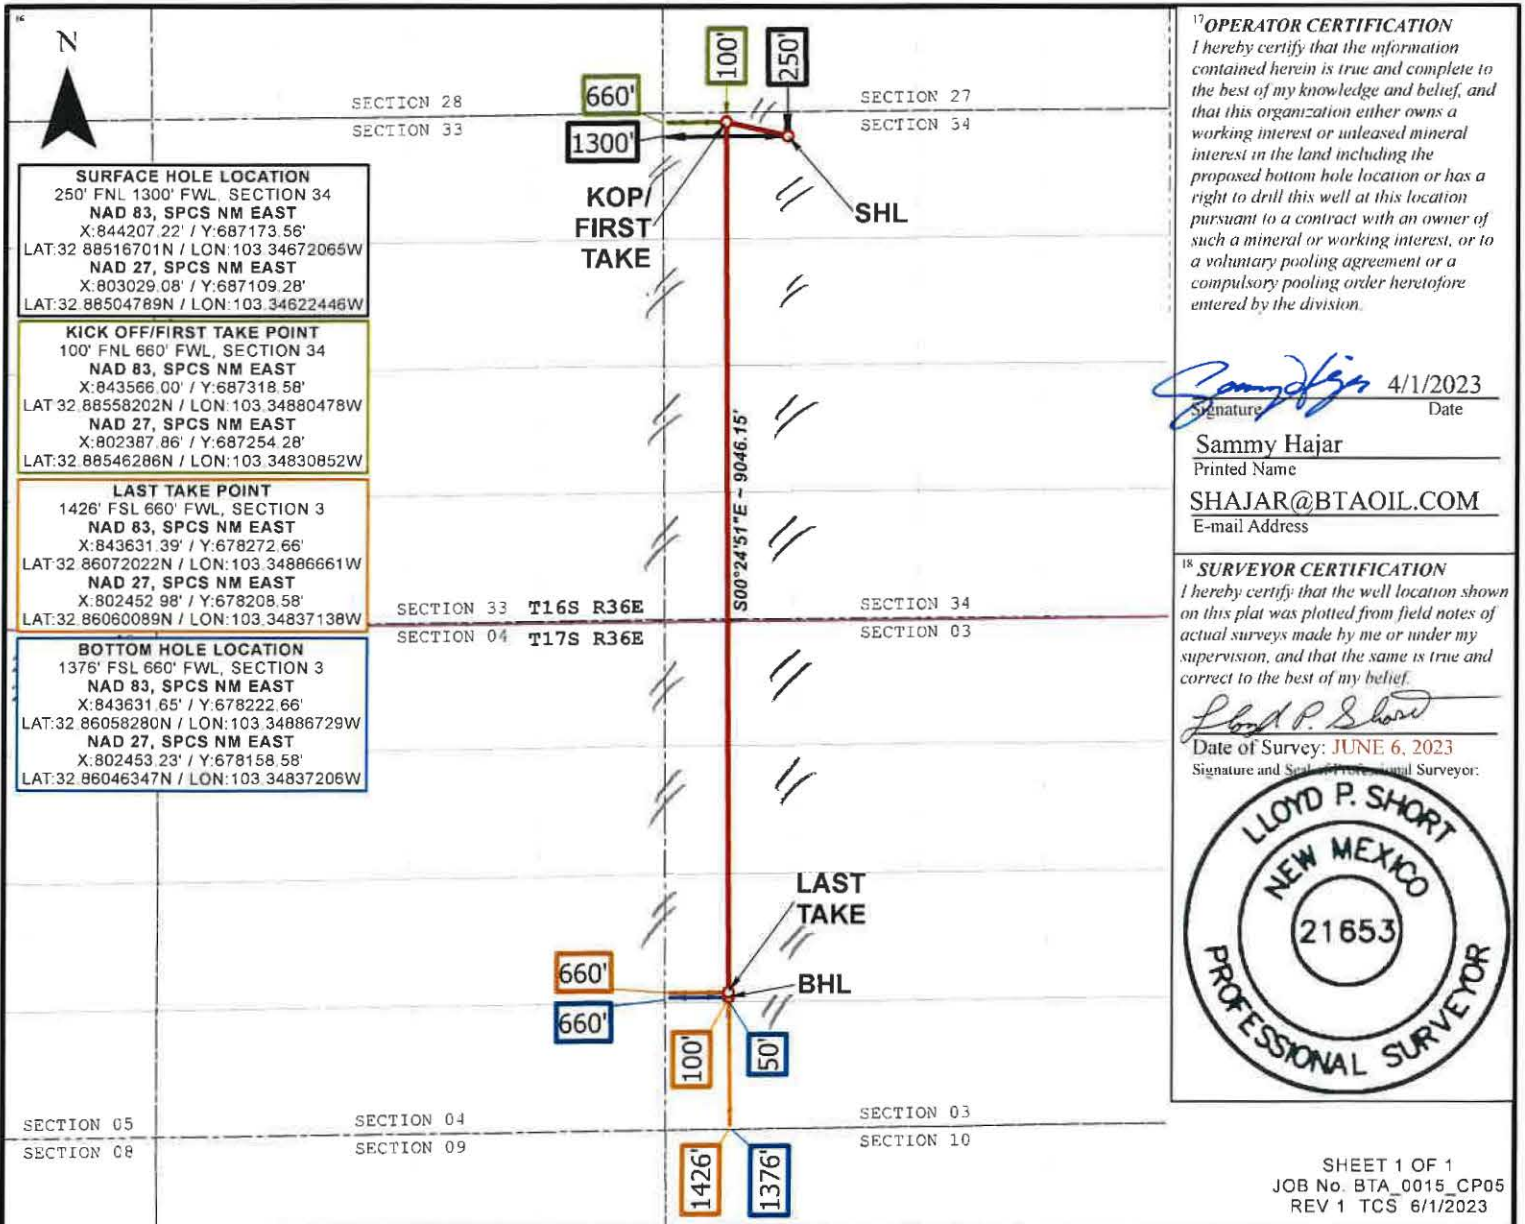 16
N
SECTION 28
SECTION 33
660'
1300'
100'
250'
SECTION 27
SECTION 34
KOP/
FIRST
TAKE
SHL
SURFACE HOLE LOCATION
250' FNL 1300' FWL, SECTION 34
NAD 83, SPCS NM EAST
X:844207.22' / Y:687173.56'
LAT:32.88516701N / LON:103.34672065W
NAD 27, SPCS NM EAST
X:803029.08' / Y:687109.28'
LAT:32.88504789N / LON:103.34622446W
KICK OFF/FIRST TAKE POINT
100' FNL 660' FWL, SECTION 34
NAD 83, SPCS NM EAST
X:843566.00' / Y:687318.58'
LAT:32.88558202N / LON:103.34880478W
NAD 27, SPCS NM EAST
X:802387.86' / Y:687254.28'
LAT:32.88546286N / LON:103.34830852W
LAST TAKE POINT
1426' FSL 660' FWL, SECTION 3
NAD 83, SPCS NM EAST
X:843631.39' / Y:678272.66'
LAT:32.86072022N / LON:103.34886661W
NAD 27, SPCS NM EAST
X:802452.98' / Y:678208.58'
LAT:32.86060089N / LON:103.34837138W
BOTTOM HOLE LOCATION
1376' FSL 660' FWL, SECTION 3
NAD 83, SPCS NM EAST
X:843631.65' / Y:678222.66'
LAT:32.86058280N / LON:103.34886729W
NAD 27, SPCS NM EAST
X:802453.23' / Y:678158.58'
LAT:32.86046347N / LON:103.34837206W
S00°24'51"E ~ 9046.15'
SECTION 33 T16S R36E
SECTION 04 T17S R36E
SECTION 34
SECTION 03
LAST
TAKE
BHL
660'
660'
100'
50'
SECTION 05
SECTION 08
SECTION 04
SECTION 09
SECTION 03
SECTION 10
1426'
1376'
17 OPERATOR CERTIFICATION
I hereby certify that the information
contained herein is true and complete to
the best of my knowledge and belief, and
that this organization either owns a
working interest or unleased mineral
interest in the land including the
proposed bottom hole location or has a
right to drill this well at this location
pursuant to a contract with an owner of
such a mineral or working interest, or to
a voluntary pooling agreement or a
compulsory pooling order heretofore
entered by the division.
4/1/2023
Signature Date
Sammy Hajar
Printed Name
SHAJAR@BTAOIL.COM
E-mail Address
18 SURVEYOR CERTIFICATION
I hereby certify that the well location shown
on this plat was plotted from field notes of
actual surveys made by me or under my
supervision, and that the same is true and
correct to the best of my belief.
Lloyd P. Short
Date of Survey: JUNE 6, 2023
Signature and Seal of Professional Surveyor:
LLOYD P. SHORT
NEW MEXICO
21653
PROFESSIONAL SURVEYOR
SHEET 1 OF 1
JOB No. BTA_0015_CP05
REV 1 TCS 6/1/2023